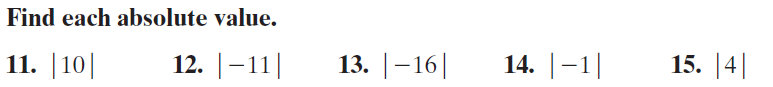 Find each absolute value.
11. |10| 12. |−11| 13. |−16| 14. |−1| 15. |4|